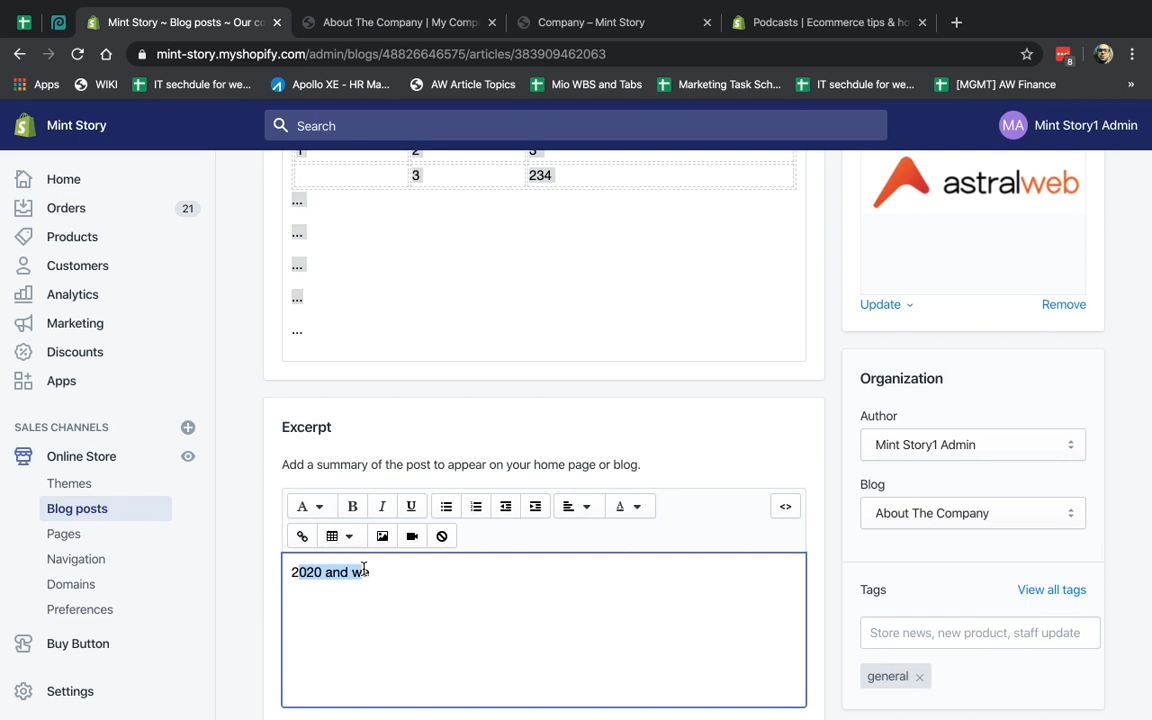 Mint Story ~ Blog posts ~ Our co
About The Company | My Comp
Company – Mint Story
Podcasts | Ecommerce tips & ho
mint-story.myshopify.com/admin/blogs/48826646575/articles/383909462063
8
Apps
WIKI
IT sechdule for we...
Apollo XE - HR Ma...
AW Article Topics
Mio WBS and Tabs
Marketing Task Sch...
IT sechdule for we...
[MGMT] AW Finance
»
Mint Story
Search
MA
Mint Story1 Admin
1 2 3
3 234
...
...
...
...
...
astralweb
Update
Remove
Home
Orders
21
Products
Customers
Analytics
Marketing
Discounts
Apps
SALES CHANNELS
Online Store
Themes
Blog posts
Pages
Navigation
Domains
Preferences
Buy Button
Settings
Excerpt
Add a summary of the post to appear on your home page or blog.
A B I U A <>
2020 and we
Organization
Author
Mint Story1 Admin
Blog
About The Company
Tags
View all tags
Store news, new product, staff update
general ×